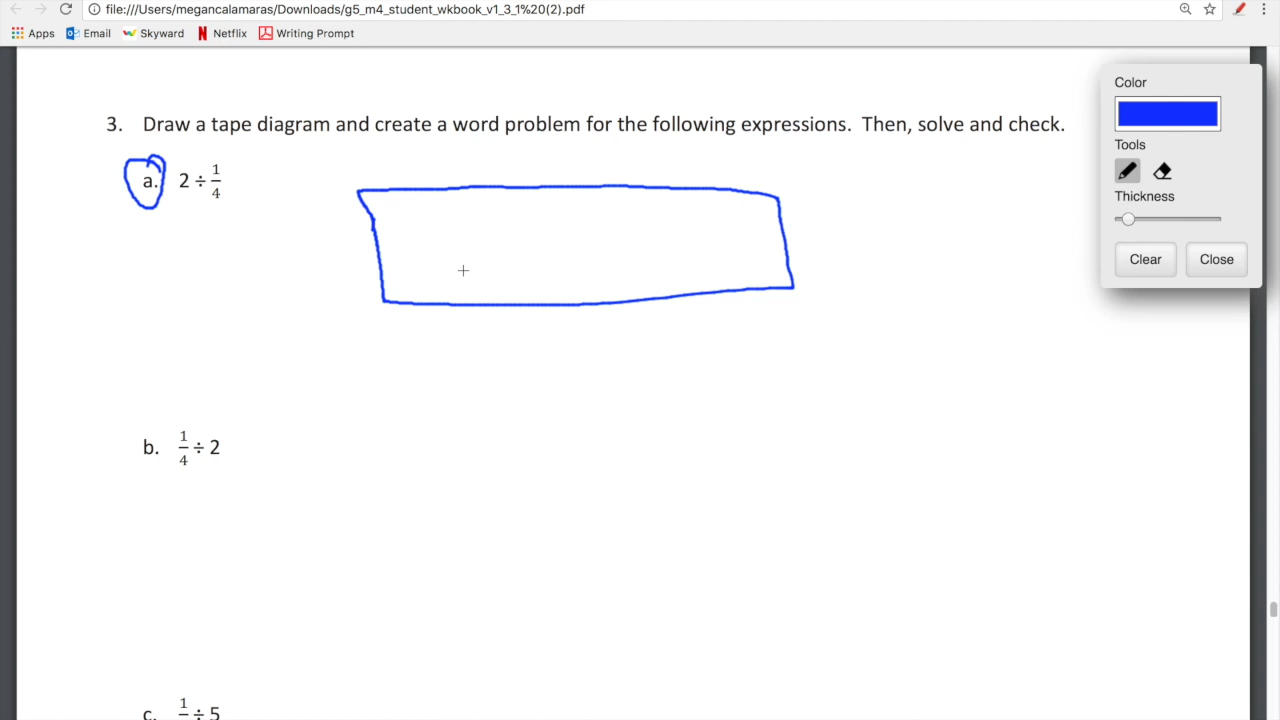 file:///Users/megancalamaras/Downloads/g5_m4_student_wkbook_v1_3_1%20(2).pdf
Apps Email Skyward Netflix Writing Prompt
3. Draw a tape diagram and create a word problem for the following expressions. Then, solve and check.
a. 2 ÷ 1/4
b. 1/4 ÷ 2
c. 1 ÷ 5
Color
Tools
Thickness
Clear Close